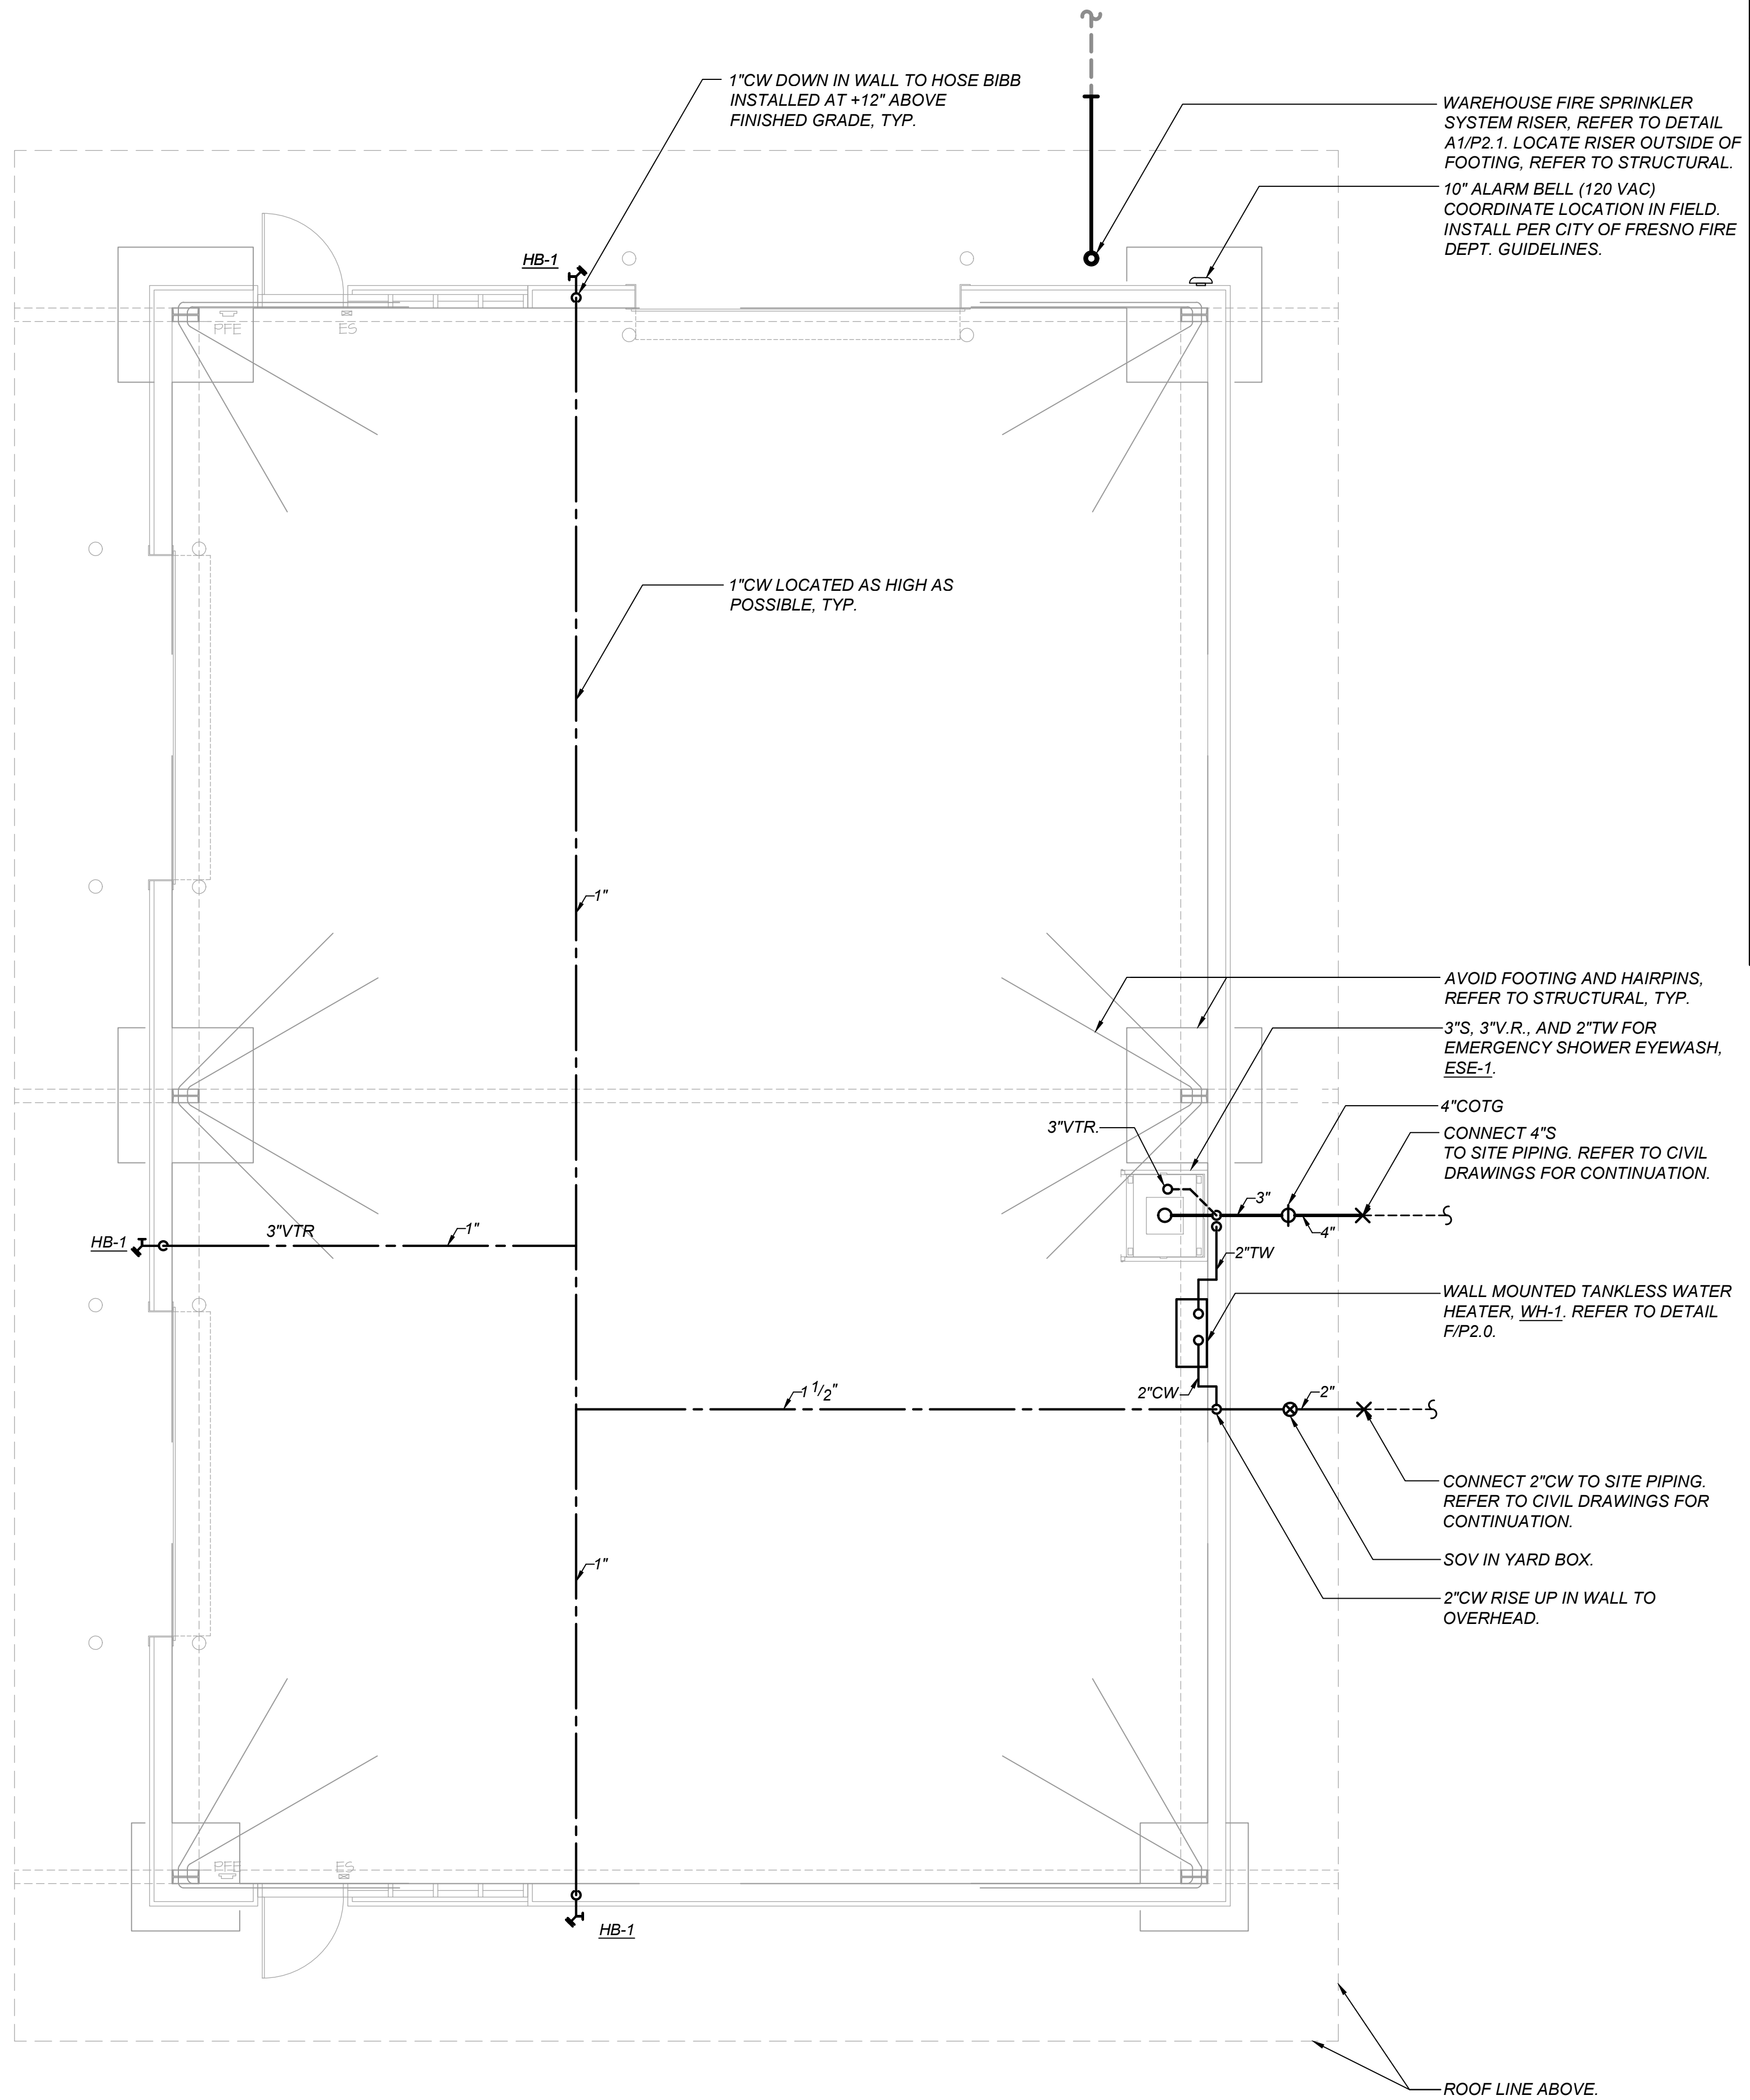 1"CW DOWN IN WALL TO HOSE BIBB
INSTALLED AT +12" ABOVE
FINISHED GRADE, TYP.
WAREHOUSE FIRE SPRINKLER
SYSTEM RISER, REFER TO DETAIL
A1/P2.1. LOCATE RISER OUTSIDE OF
FOOTING, REFER TO STRUCTURAL.
10" ALARM BELL (120 VAC)
COORDINATE LOCATION IN FIELD.
INSTALL PER CITY OF FRESNO FIRE
DEPT. GUIDELINES.
HB-1
PFE
ES
1"CW LOCATED AS HIGH AS
POSSIBLE, TYP.
1"
AVOID FOOTING AND HAIRPINS,
REFER TO STRUCTURAL, TYP.
3"S, 3"V.R., AND 2"TW FOR
EMERGENCY SHOWER EYEWASH,
ESE-1.
4"COTG
3"VTR.
CONNECT 4"S
TO SITE PIPING. REFER TO CIVIL
DRAWINGS FOR CONTINUATION.
3"
4"
HB-1
3"VTR
1"
2"TW
WALL MOUNTED TANKLESS WATER
HEATER, WH-1. REFER TO DETAIL
F/P2.0.
1 1/2"
2"CW
2"
CONNECT 2"CW TO SITE PIPING.
REFER TO CIVIL DRAWINGS FOR
CONTINUATION.
SOV IN YARD BOX.
1"
2"CW RISE UP IN WALL TO
OVERHEAD.
PFE
ES
HB-1
ROOF LINE ABOVE.